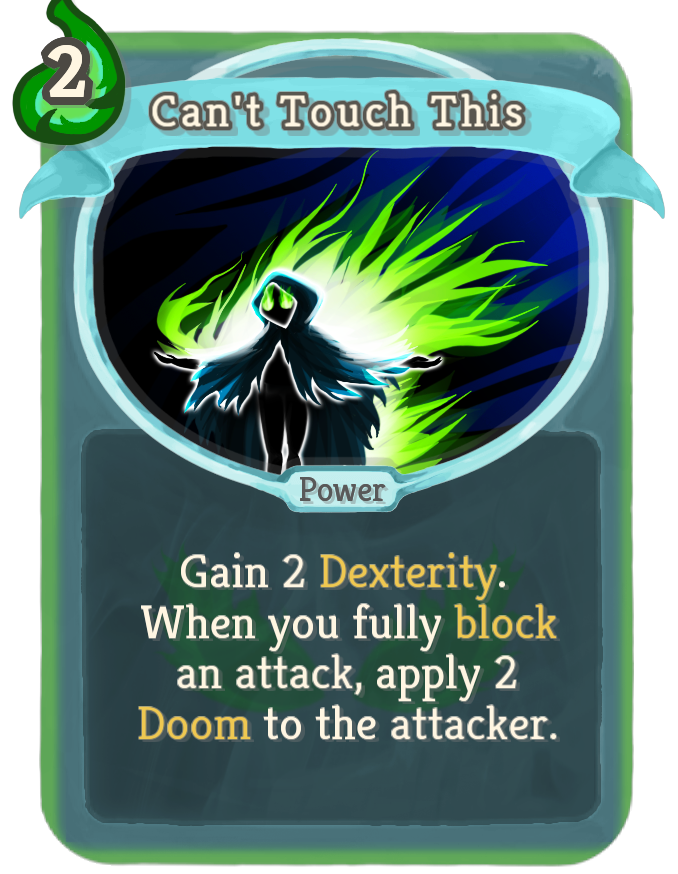 2
Can't Touch This
Power
Gain 2 Dexterity.
When you fully block
an attack, apply 2
Doom to the attacker.